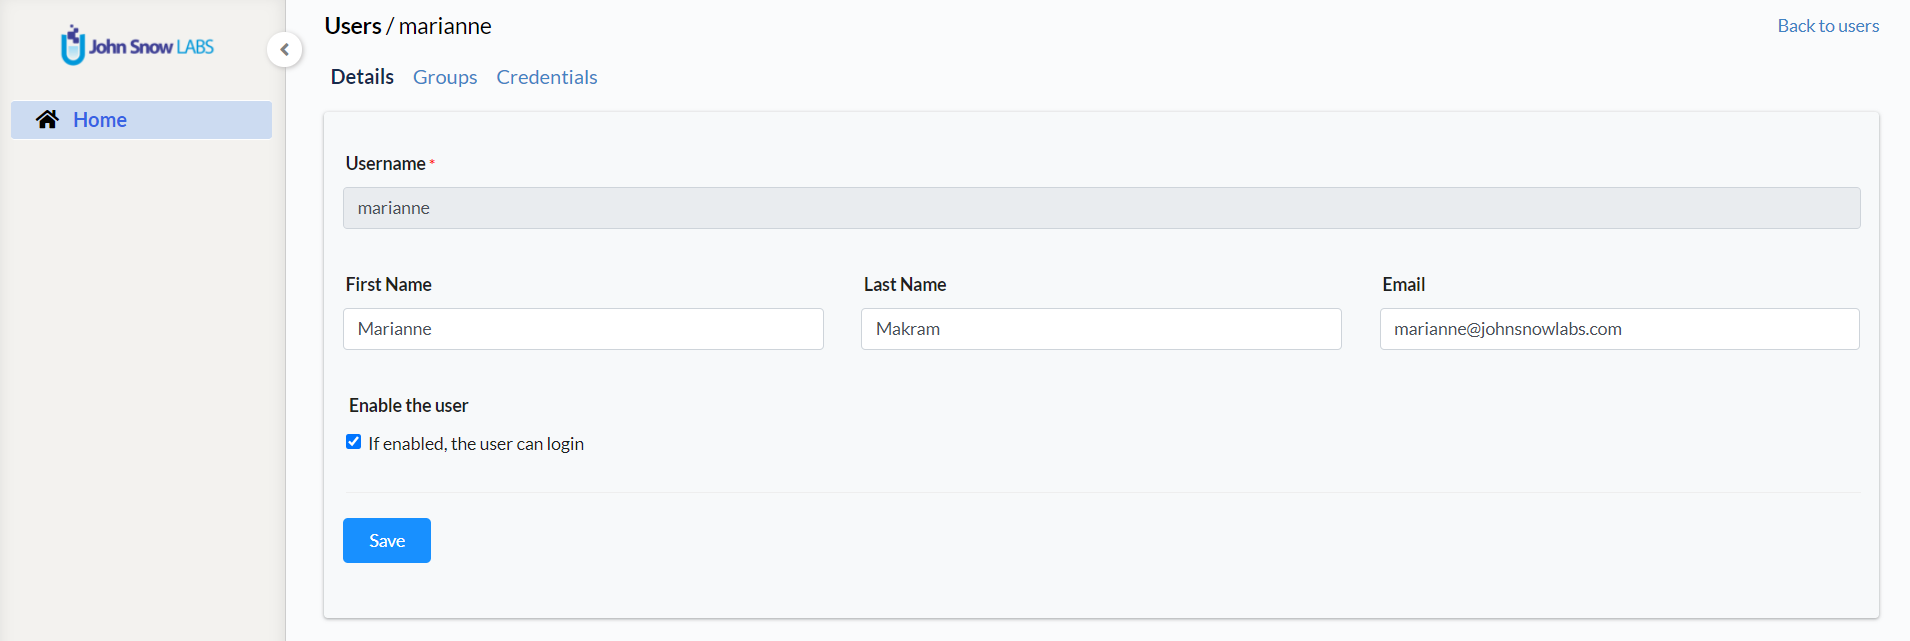 John Snow LABS
Home
Users / marianne
Back to users
Details Groups Credentials
Username *
marianne
First Name Last Name Email
Marianne Makram marianne@johnsnowlabs.com
Enable the user
If enabled, the user can login
Save